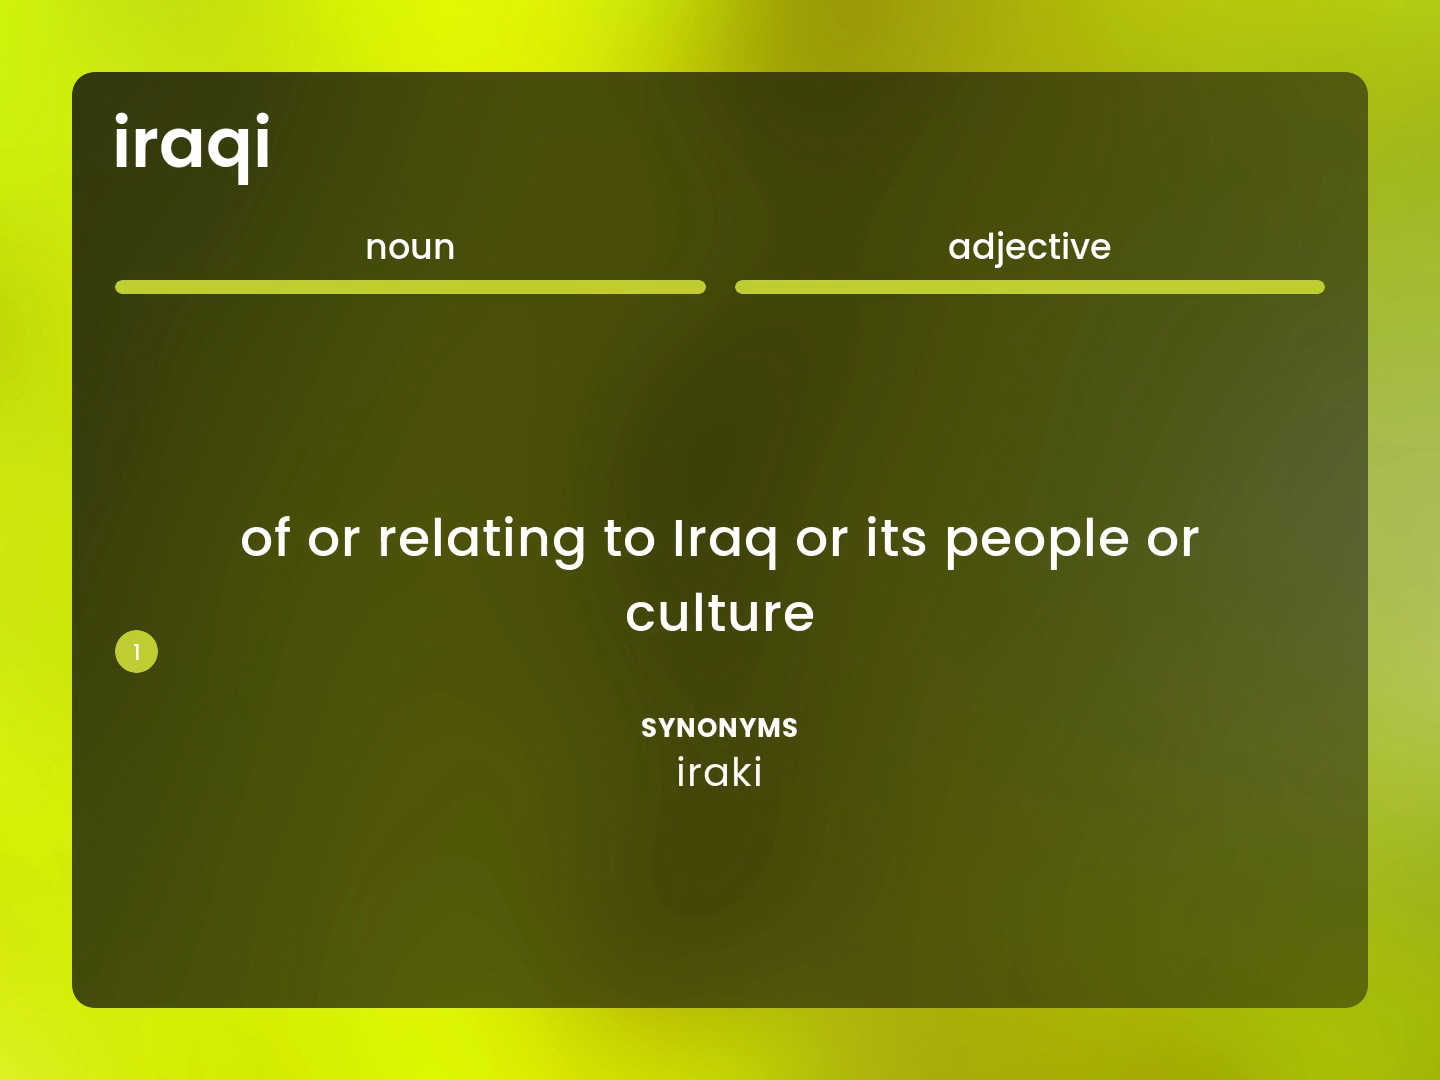 iraqi
noun
adjective
of or relating to Iraq or its people or
culture
1
SYNONYMS
iraki